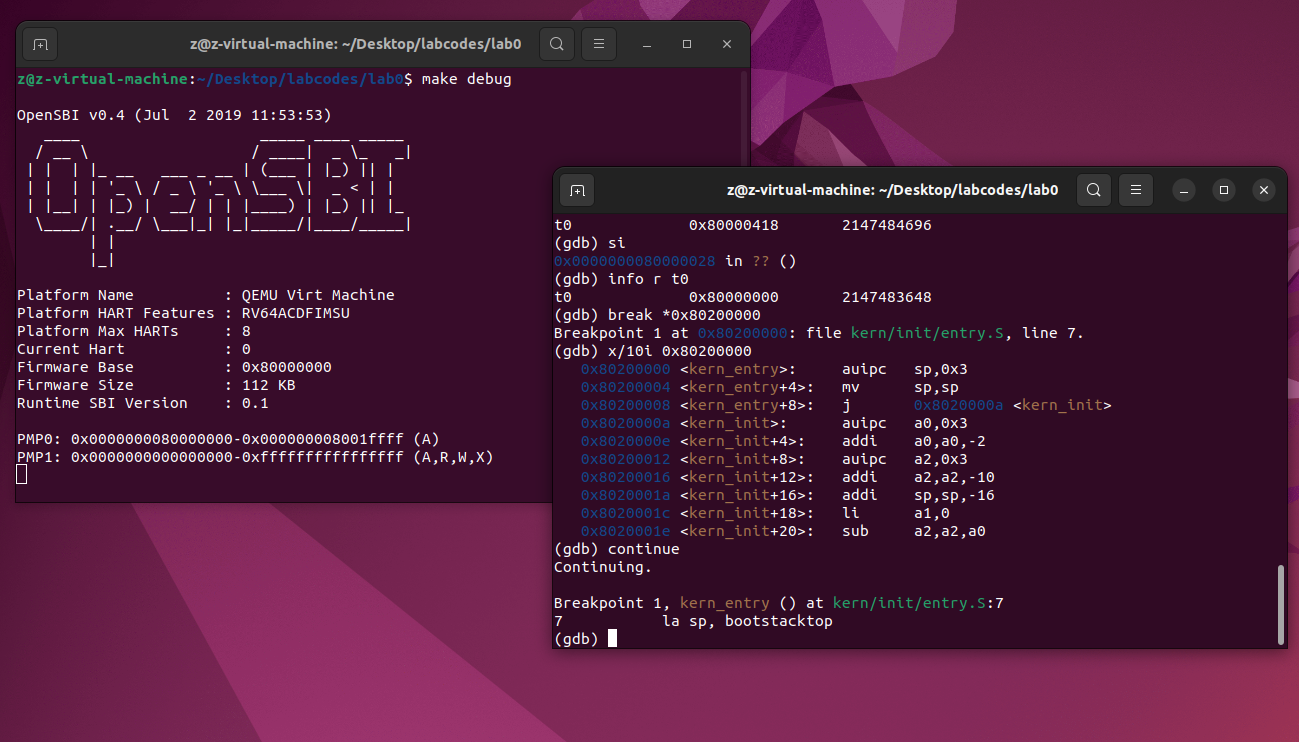 z@z-virtual-machine: ~/Desktop/labcodes/lab0
z@z-virtual-machine:~/Desktop/labcodes/lab0$ make debug
OpenSBI v0.4 (Jul  2 2019 11:53:53)
   ____                    _____ ____ _____
  / __ \                  / ____|  _ \_   _|
 | |  | |_ __   ___ _ __ | (___ | |_) || |
 | |  | | '_ \ / _ \ '_ \ \___ \|  _ < | |
 | |__| | |_) |  __/ | | |____) | |_) || |_
  \____/| .__/ \___|_| |_|_____/|____/_____|
        | |
        |_|
Platform Name          : QEMU Virt Machine
Platform HART Features : RV64ACDFIMSU
Platform Max HARTs     : 8
Current Hart           : 0
Firmware Base          : 0x80000000
Firmware Size          : 112 KB
Runtime SBI Version    : 0.1
PMP0: 0x0000000080000000-0x000000008001ffff (A)
PMP1: 0x0000000000000000-0xffffffffffffffff (A,R,W,X)
z@z-virtual-machine: ~/Desktop/labcodes/lab0
t0             0x80000418       2147484696
(gdb) si
0x0000000080000028 in ?? ()
(gdb) info r t0
t0             0x80000000       2147483648
(gdb) break *0x80200000
Breakpoint 1 at 0x80200000: file kern/init/entry.S, line 7.
(gdb) x/10i 0x80200000
   0x80200000 <kern_entry>:     auipc   sp,0x3
   0x80200004 <kern_entry+4>:   mv      sp,sp
   0x80200008 <kern_entry+8>:   j       0x8020000a <kern_init>
   0x8020000a <kern_init>:      auipc   a0,0x3
   0x8020000e <kern_init+4>:    addi    a0,a0,-2
   0x80200012 <kern_init+8>:    auipc   a2,0x3
   0x80200016 <kern_init+12>:   addi    a2,a2,-10
   0x8020001a <kern_init+16>:   addi    sp,sp,-16
   0x8020001c <kern_init+18>:   li      a1,0
   0x8020001e <kern_init+20>:   sub     a2,a2,a0
(gdb) continue
Continuing.
Breakpoint 1, kern_entry () at kern/init/entry.S:7
7           la sp, bootstacktop
(gdb)